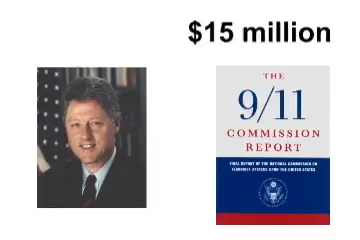 $15 million
THE
9/11
COMMISSION
REPORT
FINAL REPORT OF THE NATIONAL COMMISSION ON
TERRORIST ATTACKS UPON THE UNITED STATES